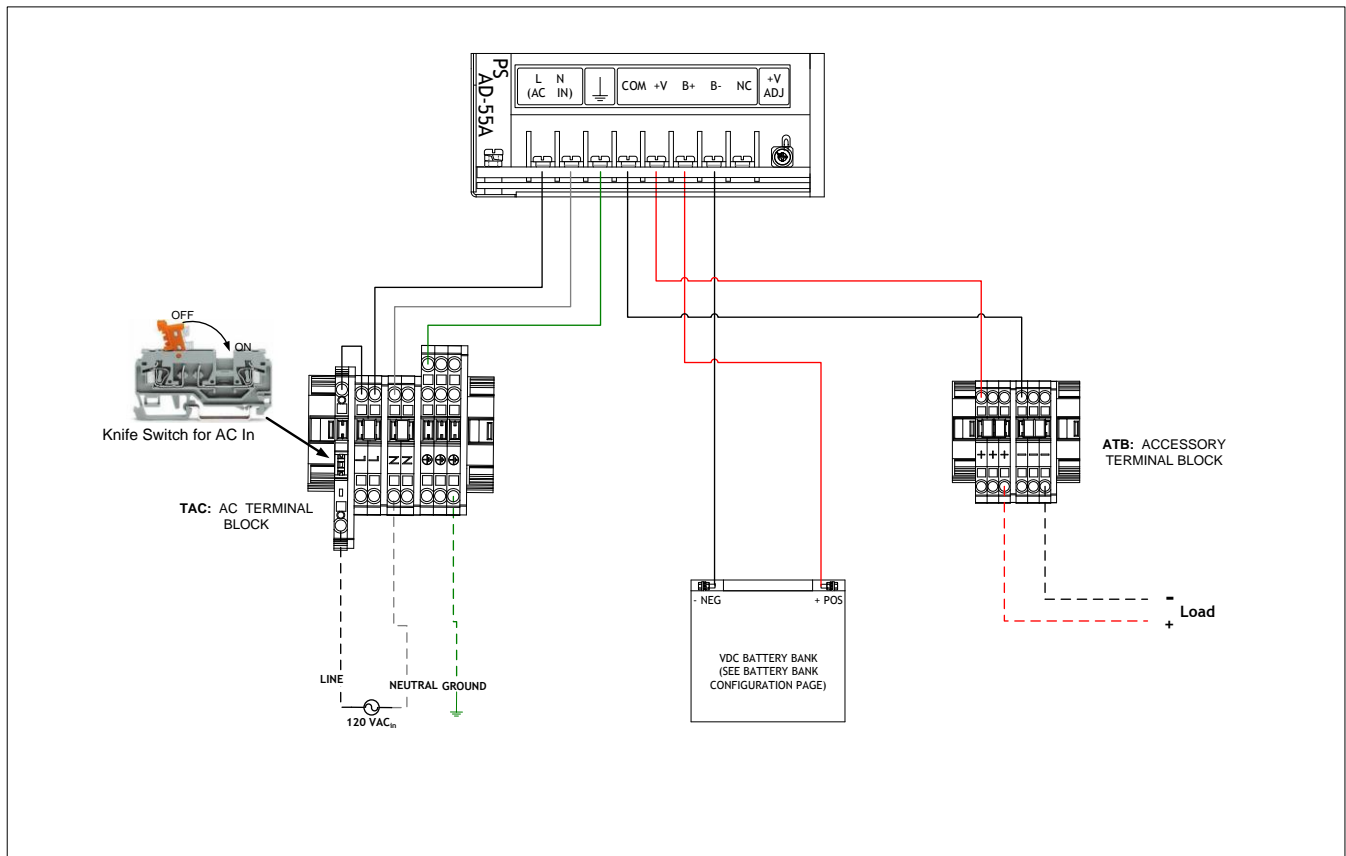 PS
AD-55A
L N
(AC IN)
COM +V B+ B- NC
+V
ADJ
OFF
ON
Knife Switch for AC In
TAC: AC TERMINAL
BLOCK
L L N N
+ + + − − −
ATB: ACCESSORY
TERMINAL BLOCK
- NEG + POS
VDC BATTERY BANK
(SEE BATTERY BANK
CONFIGURATION PAGE)
-
Load
+
LINE
NEUTRAL GROUND
120 VACin